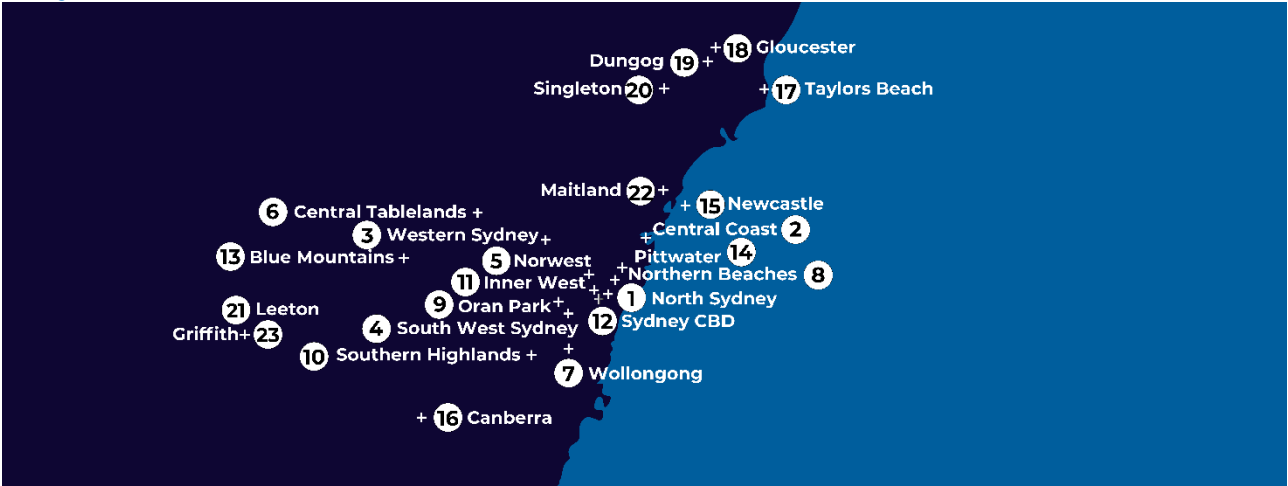 18 Gloucester
Dungog 19
Singleton 20
17 Taylors Beach
Maitland 22
15 Newcastle
6 Central Tablelands
Central Coast 2
3 Western Sydney
Pittwater 14
13 Blue Mountains
5 Norwest
Northern Beaches 8
11 Inner West
1 North Sydney
9 Oran Park
21 Leeton
12 Sydney CBD
4 South West Sydney
Griffith 23
10 Southern Highlands
7 Wollongong
16 Canberra